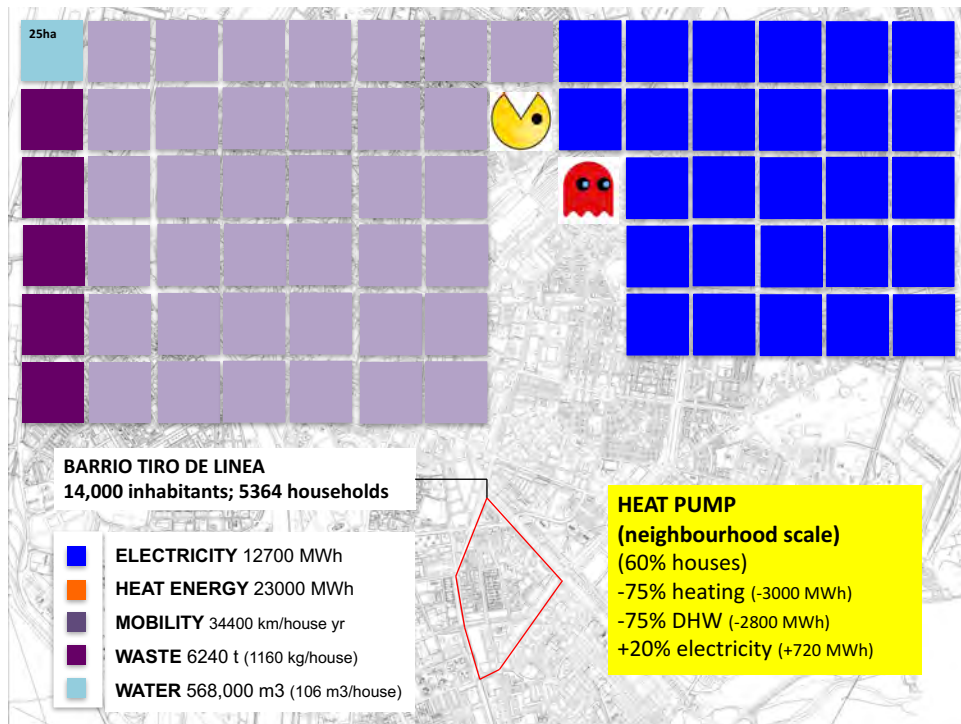 25ha
BARRIO TIRO DE LINEA
14,000 inhabitants; 5364 households
ELECTRICITY 12700 MWh
HEAT ENERGY 23000 MWh
MOBILITY 34400 km/house yr
WASTE 6240 t (1160 kg/house)
WATER 568,000 m3 (106 m3/house)
HEAT PUMP
(neighbourhood scale)
(60% houses)
-75% heating (-3000 MWh)
-75% DHW (-2800 MWh)
+20% electricity (+720 MWh)